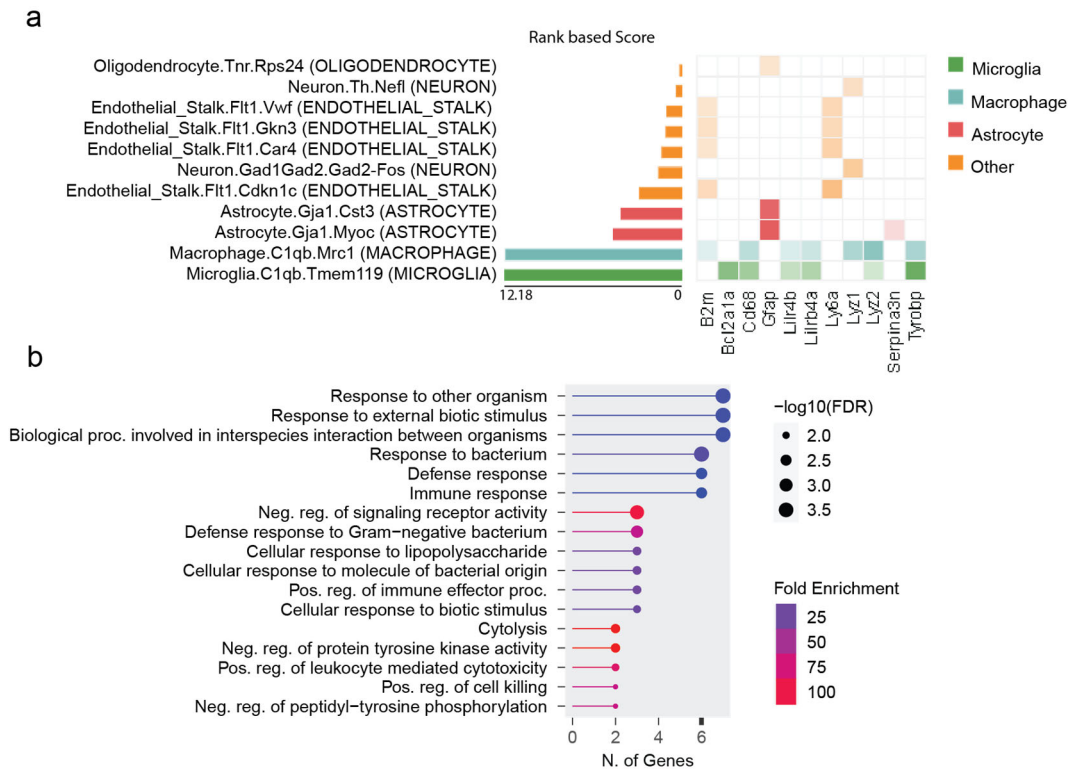 a
Rank based Score
Oligodendrocyte.Tnr.Rps24 (OLIGODENDROCYTE)
Neuron.Th.Nefl (NEURON)
Endothelial_Stalk.Flt1.Vwf (ENDOTHELIAL_STALK)
Endothelial_Stalk.Flt1.Gkn3 (ENDOTHELIAL_STALK)
Endothelial_Stalk.Flt1.Car4 (ENDOTHELIAL_STALK)
Neuron.Gad1Gad2.Gad2-Fos (NEURON)
Endothelial_Stalk.Flt1.Cdkn1c (ENDOTHELIAL_STALK)
Astrocyte.Gja1.Cst3 (ASTROCYTE)
Astrocyte.Gja1.Myoc (ASTROCYTE)
Macrophage.C1qb.Mrc1 (MACROPHAGE)
Microglia.C1qb.Tmem119 (MICROGLIA)
12.18 0
B2m
Bcl2a1a
Cd68
Gfap
Lilr4b
Lilrb4a
Ly6a
Lyz1
Lyz2
Serpina3n
Tyrobp
Microglia
Macrophage
Astrocyte
Other
b
Response to other organism
Response to external biotic stimulus
Biological proc. involved in interspecies interaction between organisms
Response to bacterium
Defense response
Immune response
Neg. reg. of signaling receptor activity
Defense response to Gram−negative bacterium
Cellular response to lipopolysaccharide
Cellular response to molecule of bacterial origin
Pos. reg. of immune effector proc.
Cellular response to biotic stimulus
Cytolysis
Neg. reg. of protein tyrosine kinase activity
Pos. reg. of leukocyte mediated cytotoxicity
Pos. reg. of cell killing
Neg. reg. of peptidyl−tyrosine phosphorylation
0 2 4 6
N. of Genes
−log10(FDR)
2.0
2.5
3.0
3.5
Fold Enrichment
25
50
75
100